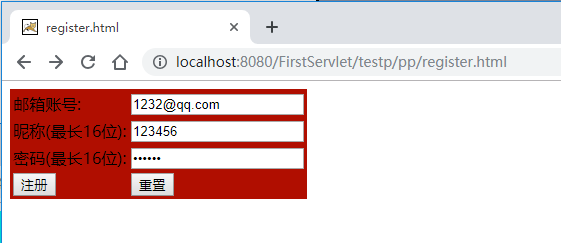 register.html
localhost:8080/FirstServlet/testp/pp/register.html
邮箱账号: 1232@qq.com
昵称(最长16位): 123456
密码(最长16位): ••••••
注册 重置